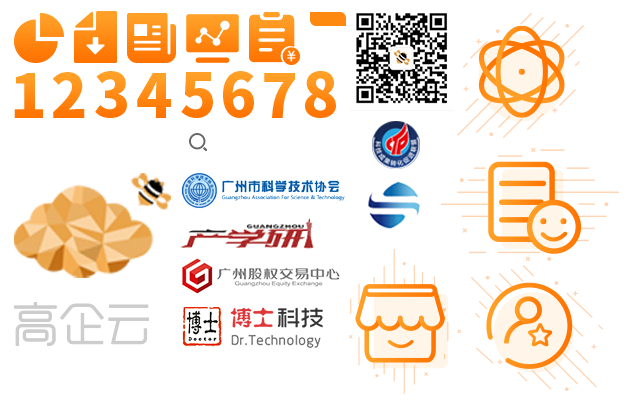 ¥
12345678
广州市科学技术协会
Guangzhou Association For Science & Technology
GUANGZHOU
产学研
广州股权交易中心
Guangzhou Equity Exchange
高企云
博士
Doctor
博士科技
Dr.Technology